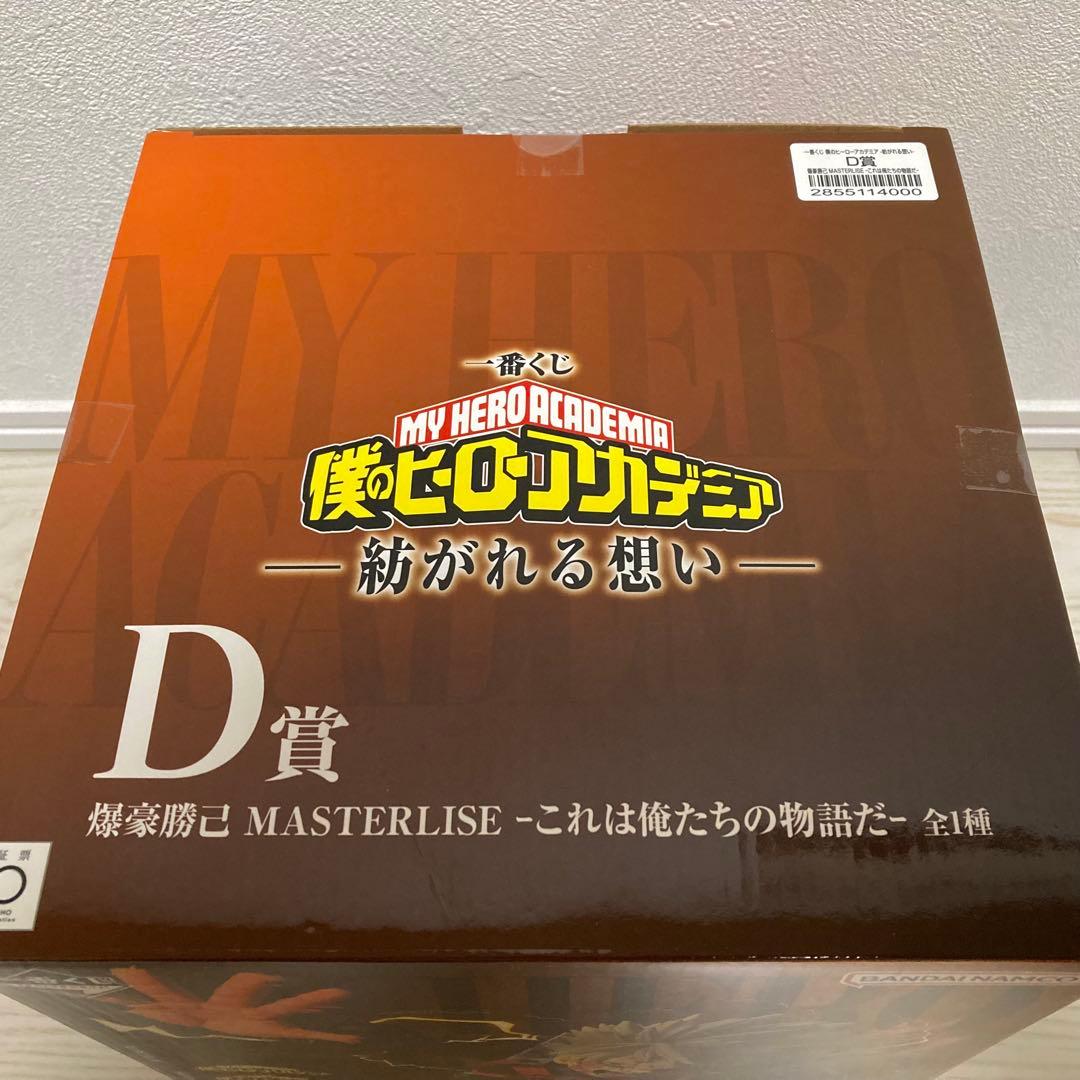 一番くじ 僕のヒーローアカデミア -紡がれる想い-
D賞
爆豪勝己 MASTERLISE -これは俺たちの物語だ-
2855114000
MY HERO
ACADEMI
一番くじ
MY HERO ACADEMIA
僕のヒーローアカデミア
紡がれる想い
D賞
爆豪勝己 MASTERLISE -これは俺たちの物語だ- 全1種
証 票
BANDAI NAMCO